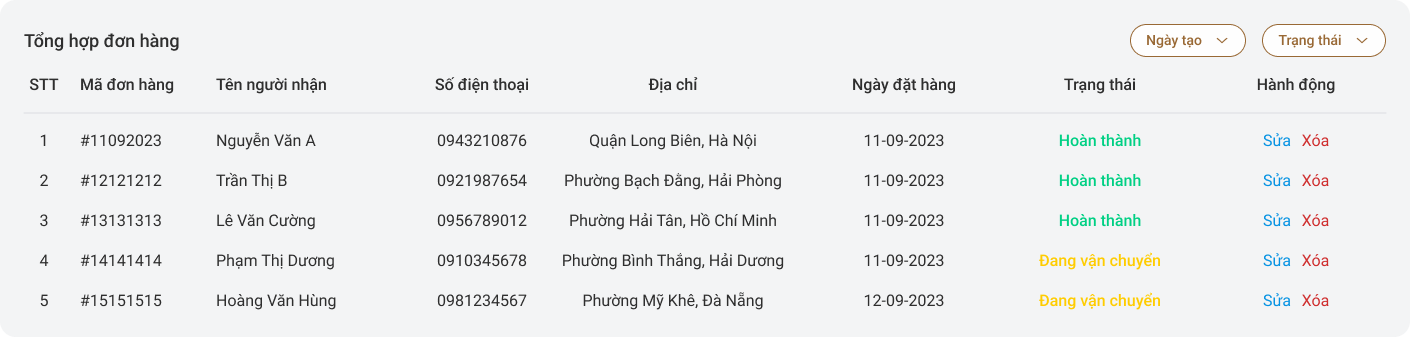 Tổng hợp đơn hàng Ngày tạo Trạng thái
STT Mã đơn hàng Tên người nhận Số điện thoại Địa chỉ Ngày đặt hàng Trạng thái Hành động
1 #11092023 Nguyễn Văn A 0943210876 Quận Long Biên, Hà Nội 11-09-2023 Hoàn thành Sửa Xóa
2 #12121212 Trần Thị B 0921987654 Phường Bạch Đằng, Hải Phòng 11-09-2023 Hoàn thành Sửa Xóa
3 #13131313 Lê Văn Cường 0956789012 Phường Hải Tân, Hồ Chí Minh 11-09-2023 Hoàn thành Sửa Xóa
4 #14141414 Phạm Thị Dương 0910345678 Phường Bình Thắng, Hải Dương 11-09-2023 Đang vận chuyển Sửa Xóa
5 #15151515 Hoàng Văn Hùng 0981234567 Phường Mỹ Khê, Đà Nẵng 12-09-2023 Đang vận chuyển Sửa Xóa